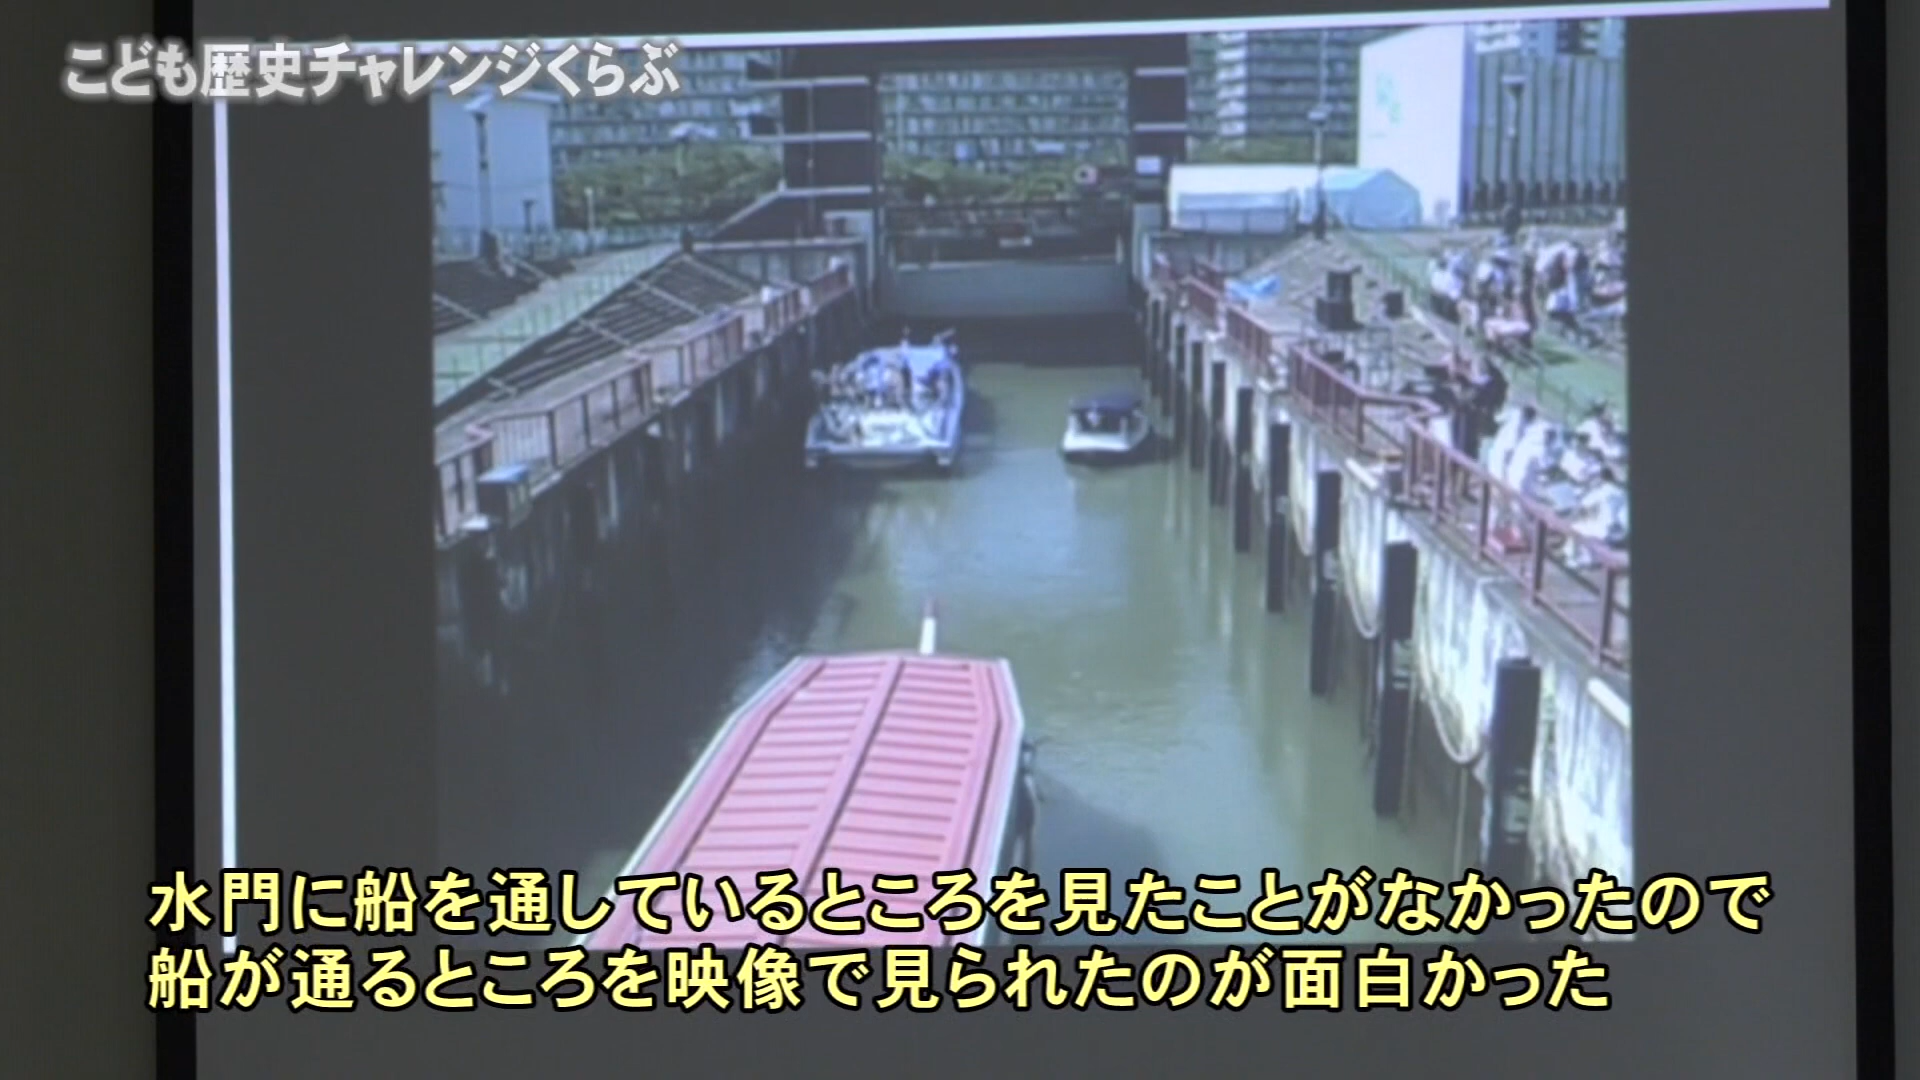 こども歴史チャレンジくらぶ
水門に船を通しているところを見たことがなかったので
船が通るところを映像で見られたのが面白かった